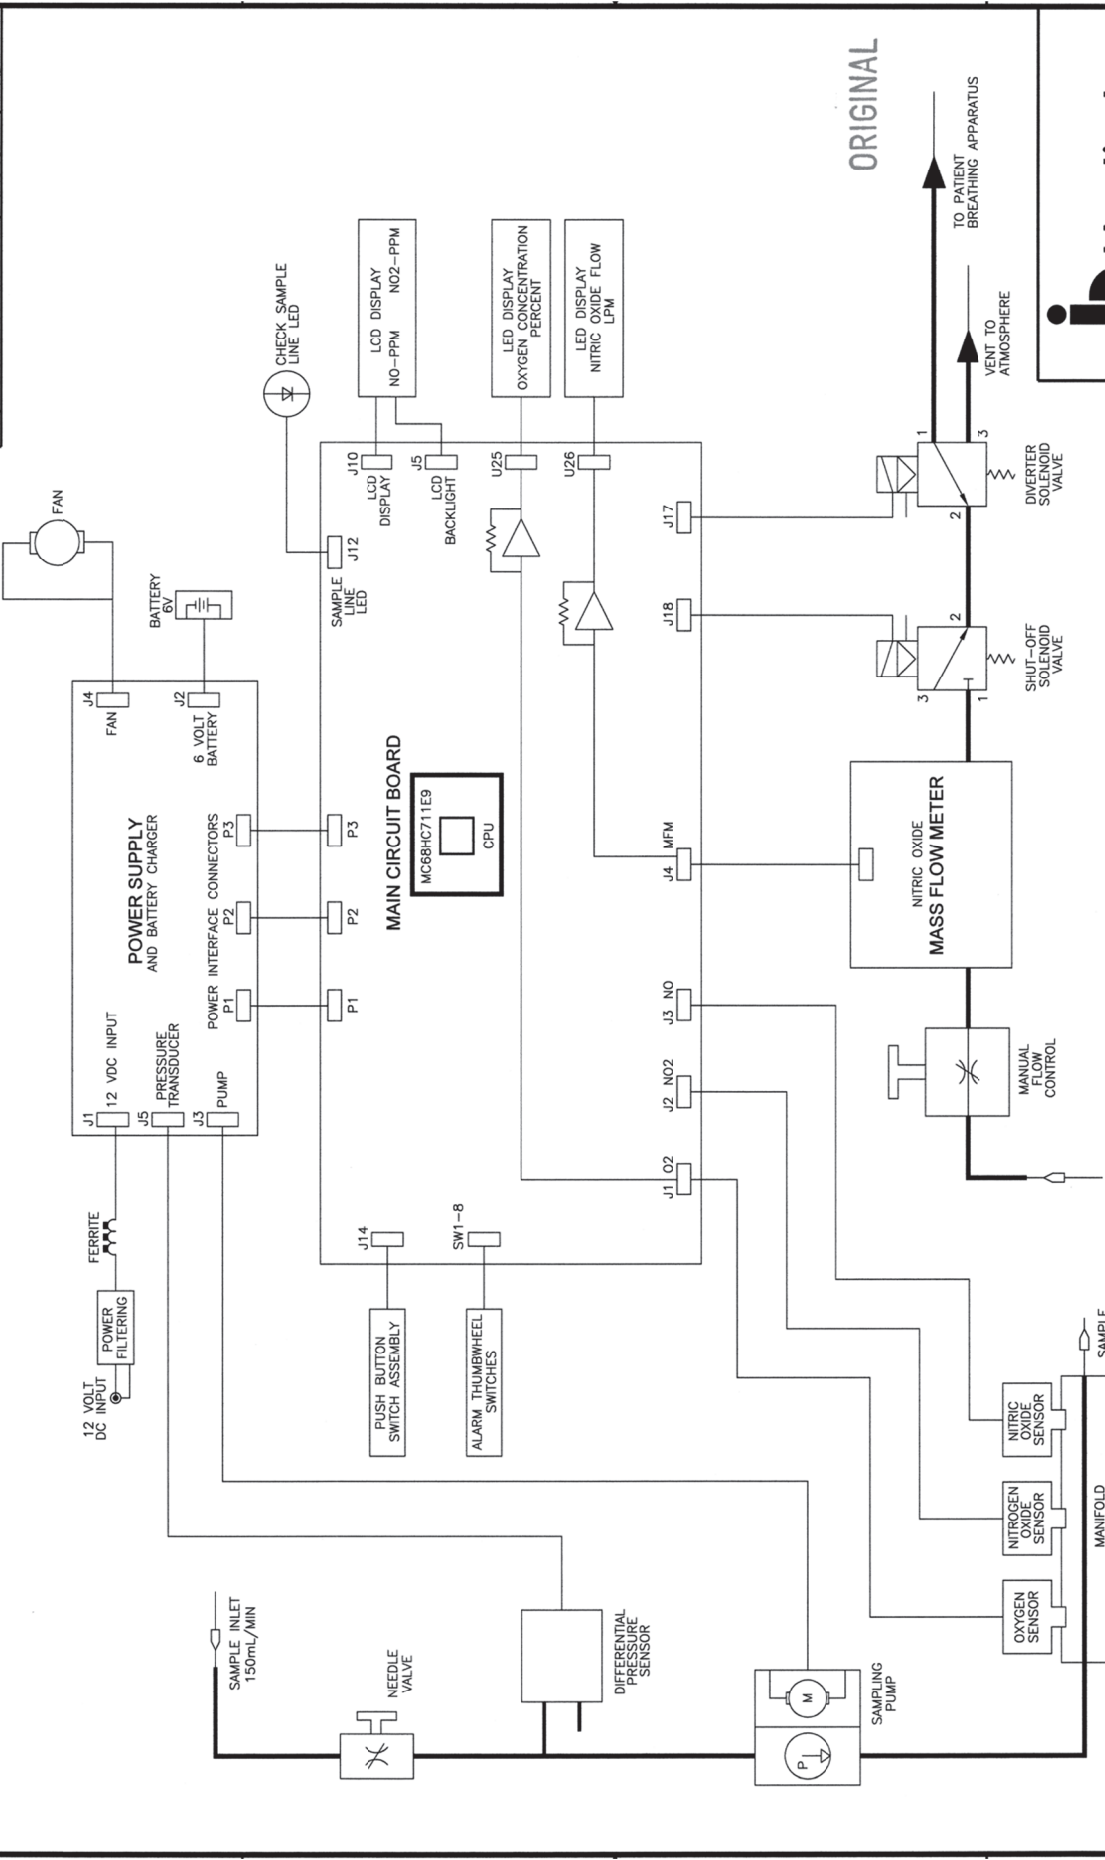 12 VOLT
DC INPUT
POWER
FILTERING
FERRITE
J1
12 VDC INPUT
J5
PRESSURE
TRANSDUCER
J3
PUMP
POWER SUPPLY
AND BATTERY CHARGER
POWER INTERFACE CONNECTORS
P1
P2
P3
J4
FAN
J2
6 VOLT
BATTERY
FAN
BATTERY
6V
SAMPLE INLET
150mL/MIN
NEEDLE
VALVE
DIFFERENTIAL
PRESSURE
SENSOR
P
M
SAMPLING
PUMP
PUSH BUTTON
SWITCH ASSEMBLY
ALARM THUMBWHEEL
SWITCHES
J14
SW1-8
P1
P2
P3
MAIN CIRCUIT BOARD
MC68HC711E9
CPU
SAMPLE
LINE
LED
J12
CHECK SAMPLE
LINE LED
J10
LCD
DISPLAY
J5
LCD
BACKLIGHT
U25
U26
LCD DISPLAY
NO-PPM NO2-PPM
LED DISPLAY
OXYGEN CONCENTRATION
PERCENT
LED DISPLAY
NITRIC OXIDE FLOW
LPM
J1 O2
J2 NO2
J3 NO
J4 MFM
J18
J17
OXYGEN
SENSOR
NITROGEN
OXIDE
SENSOR
NITRIC
OXIDE
SENSOR
MANIFOLD
SAMPLE
MANUAL
FLOW
CONTROL
NITRIC OXIDE
MASS FLOW METER
3
1
2
SHUT-OFF
SOLENOID
VALVE
2
1
3
DIVERTER
SOLENOID
VALVE
VENT TO
ATMOSPHERE
TO PATIENT
BREATHING APPARATUS
ORIGINAL